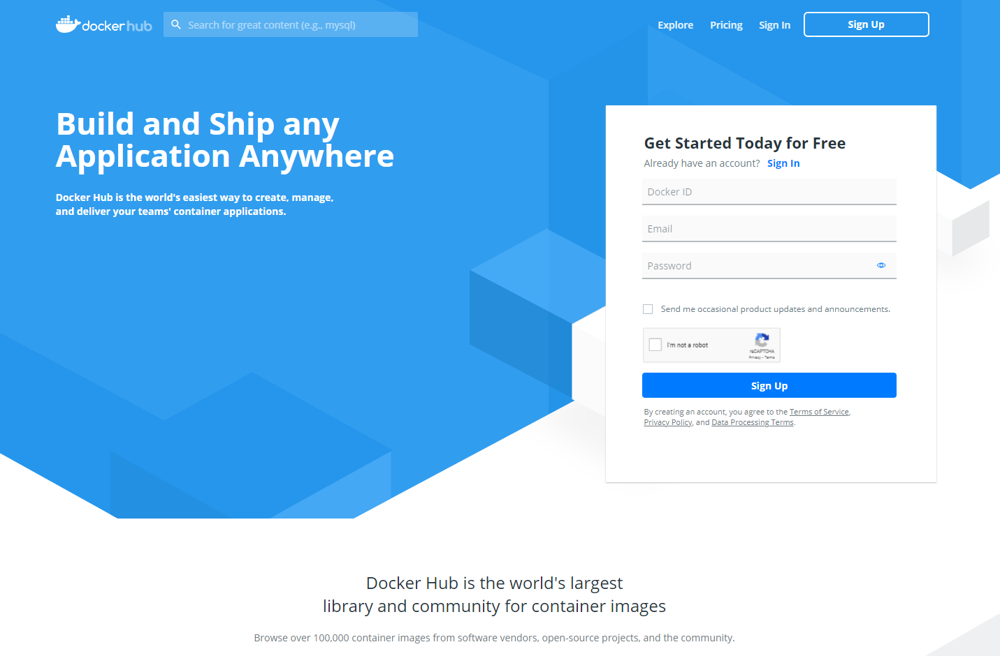 docker hub
Search for great content (e.g., mysql)
Explore
Pricing
Sign In
Sign Up
Build and Ship any
Application Anywhere
Docker Hub is the world's easiest way to create, manage,
and deliver your teams' container applications.
Get Started Today for Free
Already have an account? Sign In
Docker ID
Email
Password
Send me occasional product updates and announcements.
I'm not a robot
reCAPTCHA
Privacy - Terms
Sign Up
By creating an account, you agree to the Terms of Service,
Privacy Policy, and Data Processing Terms.
Docker Hub is the world's largest
library and community for container images
Browse over 100,000 container images from software vendors, open-source projects, and the community.